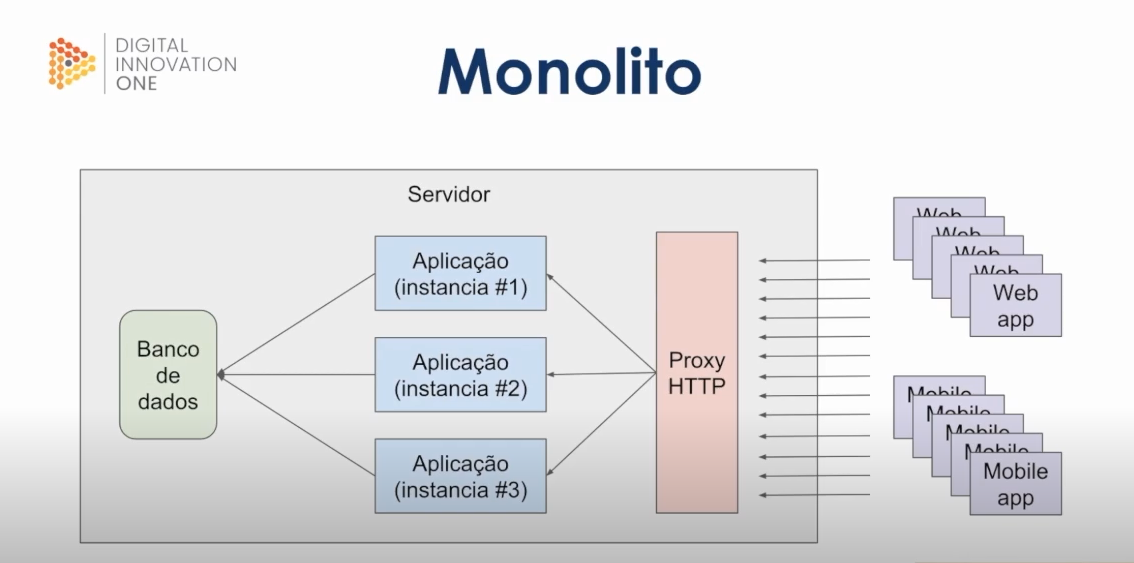 DIGITAL
INNOVATION
ONE
Monolito
Servidor
Banco
de
dados
Aplicação
(instancia #1)
Aplicação
(instancia #2)
Aplicação
(instancia #3)
Proxy
HTTP
Web
Web
Web
Web
Web
app
Mobile
Mobile
Mobile
Mobile
Mobile
app